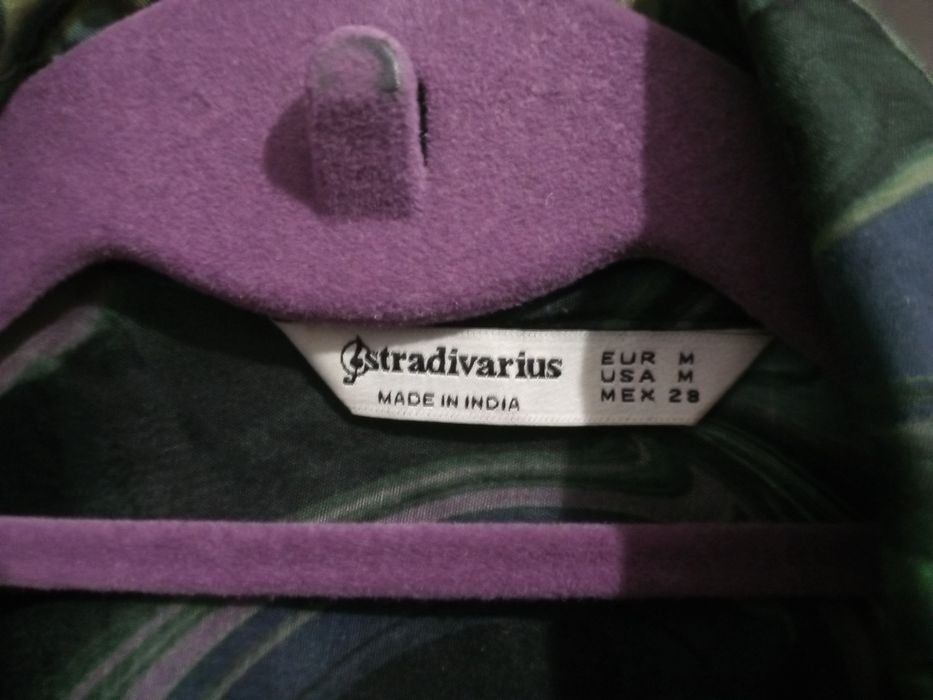 stradivarius
MADE IN INDIA
EUR M
USA M
MEX 28